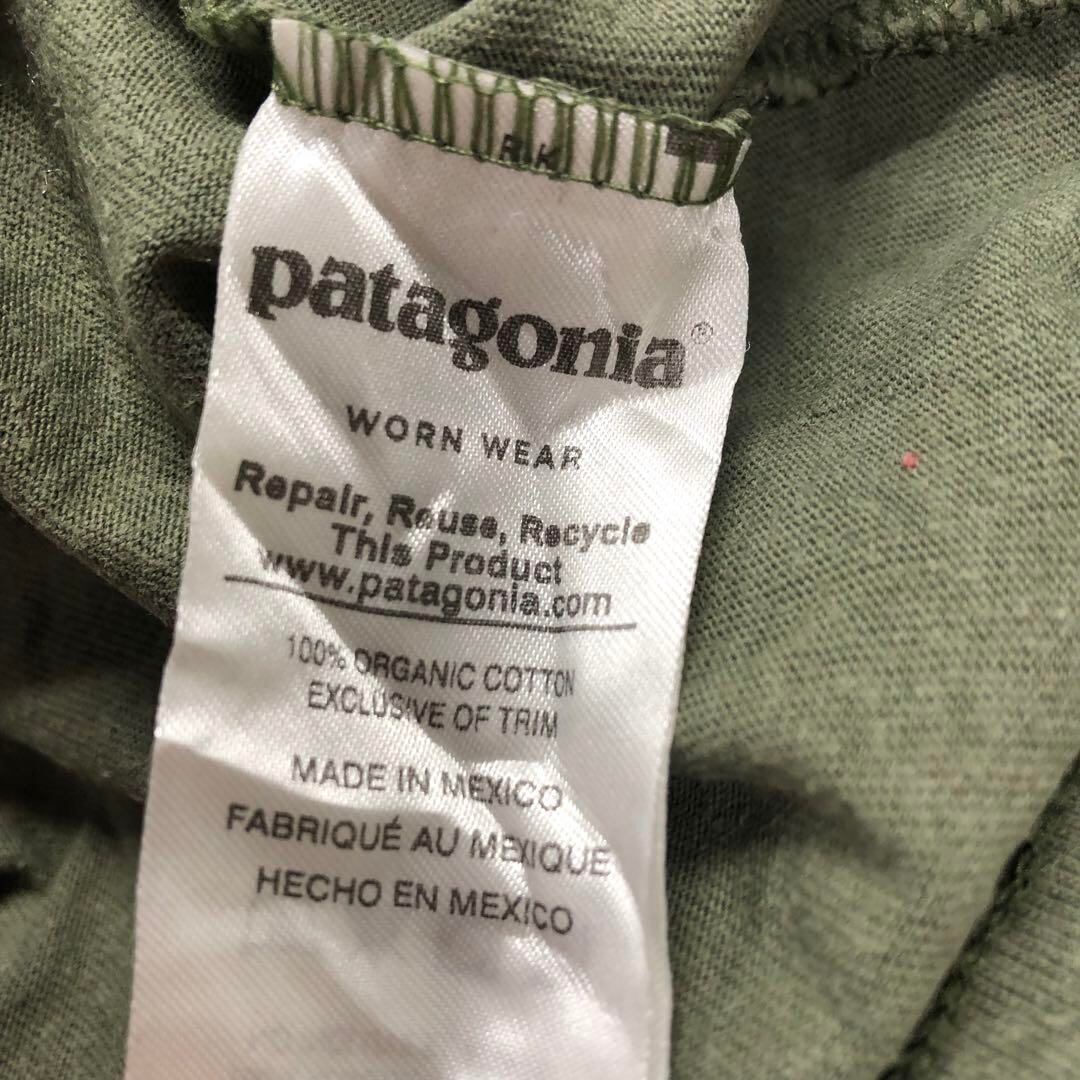 RK
patagonia®
WORN WEAR
Repair, Reuse, Recycle
This Product
www.patagonia.com
100% ORGANIC COTTON
EXCLUSIVE OF TRIM
MADE IN MEXICO
FABRIQUÉ AU MEXIQUE
HECHO EN MEXICO